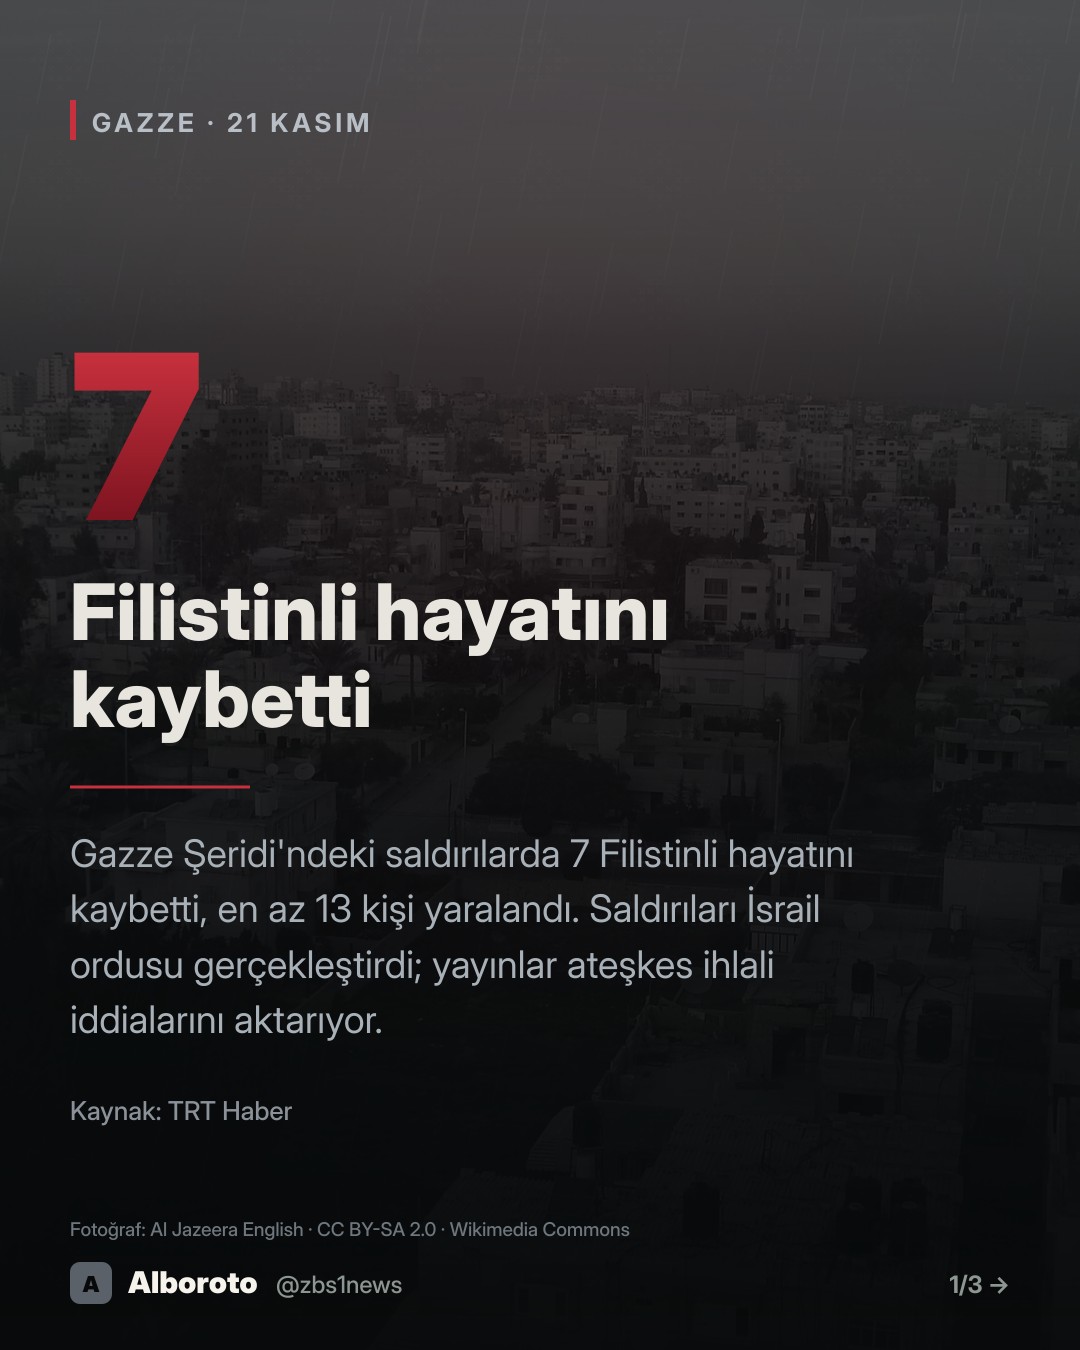 GAZZE · 21 KASIM
7
Filistinli hayatını
kaybetti
Gazze Şeridi'ndeki saldırılarda 7 Filistinli hayatını
kaybetti, en az 13 kişi yaralandı. Saldırıları İsrail
ordusu gerçekleştirdi; yayınlar ateşkes ihlali
iddialarını aktarıyor.
Kaynak: TRT Haber
Fotoğraf: Al Jazeera English · CC BY-SA 2.0 · Wikimedia Commons
A Alboroto @zbs1news 1/3 →